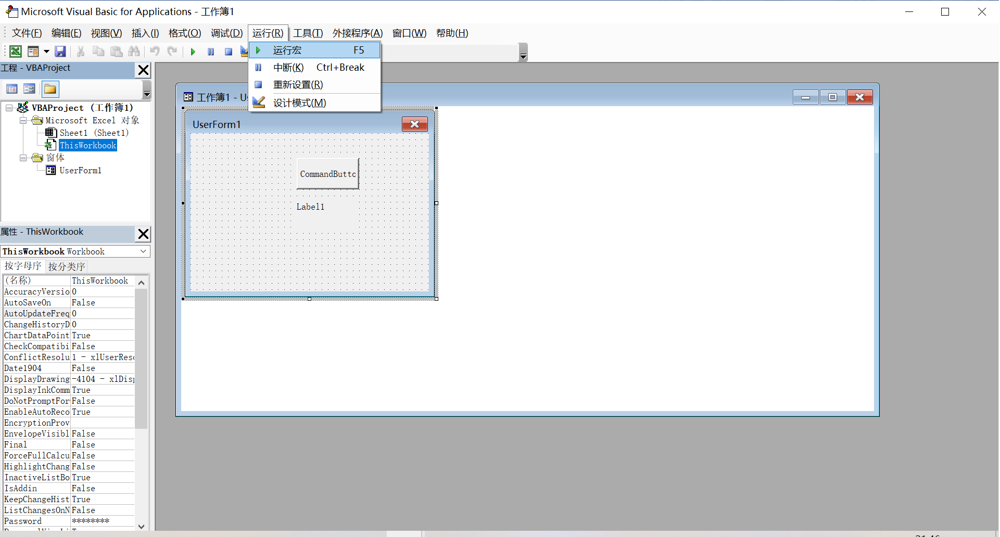 Microsoft Visual Basic for Applications - 工作簿1
文件(F) 编辑(E) 视图(V) 插入(I) 格式(O) 调试(D) 运行(R) 工具(T) 外接程序(A) 窗口(W) 帮助(H)
运行宏 F5
中断(K) Ctrl+Break
重新设置(R)
设计模式(M)
工程 - VBAProject
VBAProject (工作簿1)
Microsoft Excel 对象
Sheet1 (Sheet1)
ThisWorkbook
窗体
UserForm1
工作簿1 - Us
UserForm1
CommandButto
Label1
属性 - ThisWorkbook
ThisWorkbook Workbook
按字母序 按分类序
(名称) ThisWorkbook
AccuracyVersio 0
AutoSaveOn False
AutoUpdateFreq 0
ChangeHistoryD 0
ChartDataPoint True
CheckCompatibi False
ConflictResolu 1 - xlUserReso
Date1904 False
DisplayDrawing -4104 - xlDisp
DisplayInkComm True
DoNotPromptFor False
EnableAutoReco True
EncryptionProv
EnvelopeVisibl False
Final False
ForceFullCalcu False
HighlightChang False
InactiveListBo True
IsAddin False
KeepChangeHist True
ListChangesOnN False
Password ********